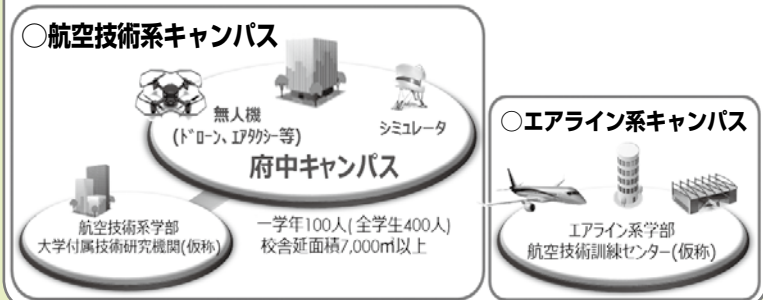 ○航空技術系キャンパス
無人機
(ﾄﾞﾛｰﾝ、ｴｱﾀｸｼｰ等)
シミュレータ
府中キャンパス
航空技術系学部
大学付属技術研究機関(仮称)
一学年100人(全学生400人)
校舎延面積7,000㎡以上
○エアライン系キャンパス
エアライン系学部
航空技術訓練センター(仮称)